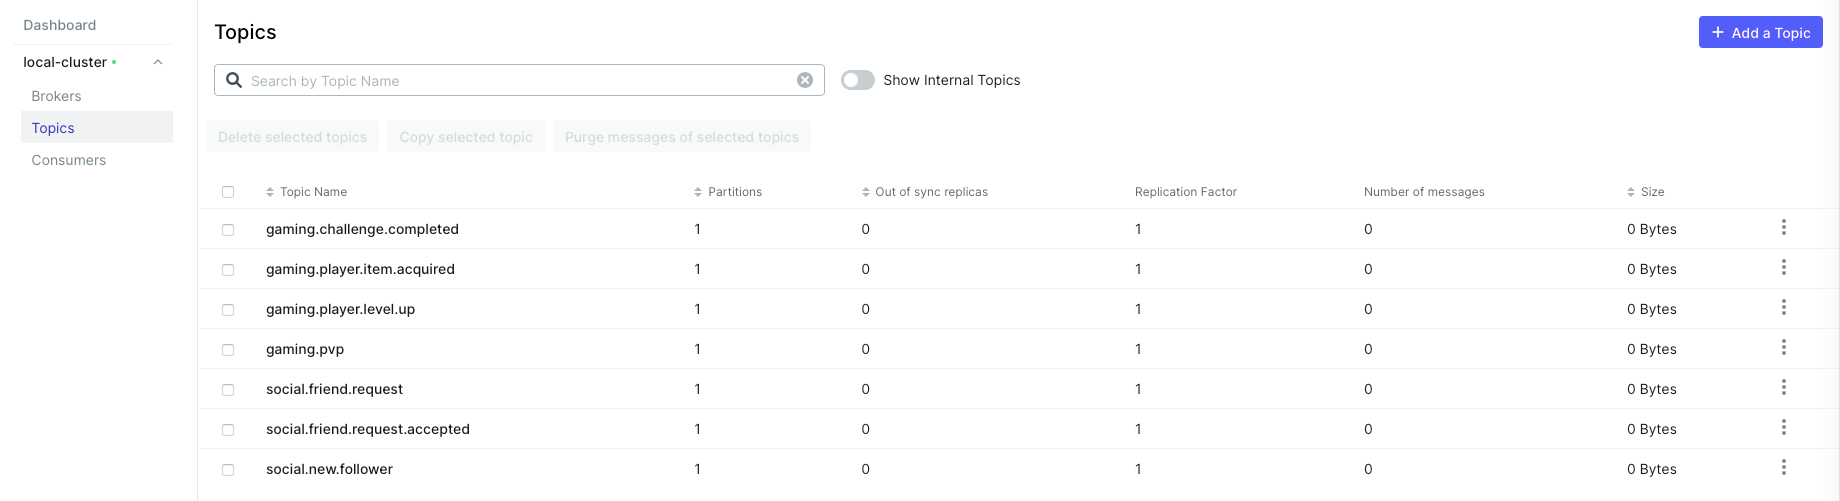 Dashboard
local-cluster
Brokers
Topics
Consumers
Topics
Add a Topic
Search by Topic Name
Show Internal Topics
Delete selected topics Copy selected topic Purge messages of selected topics
Topic Name Partitions Out of sync replicas Replication Factor Number of messages Size
gaming.challenge.completed 1 0 1 0 0 Bytes
gaming.player.item.acquired 1 0 1 0 0 Bytes
gaming.player.level.up 1 0 1 0 0 Bytes
gaming.pvp 1 0 1 0 0 Bytes
social.friend.request 1 0 1 0 0 Bytes
social.friend.request.accepted 1 0 1 0 0 Bytes
social.new.follower 1 0 1 0 0 Bytes